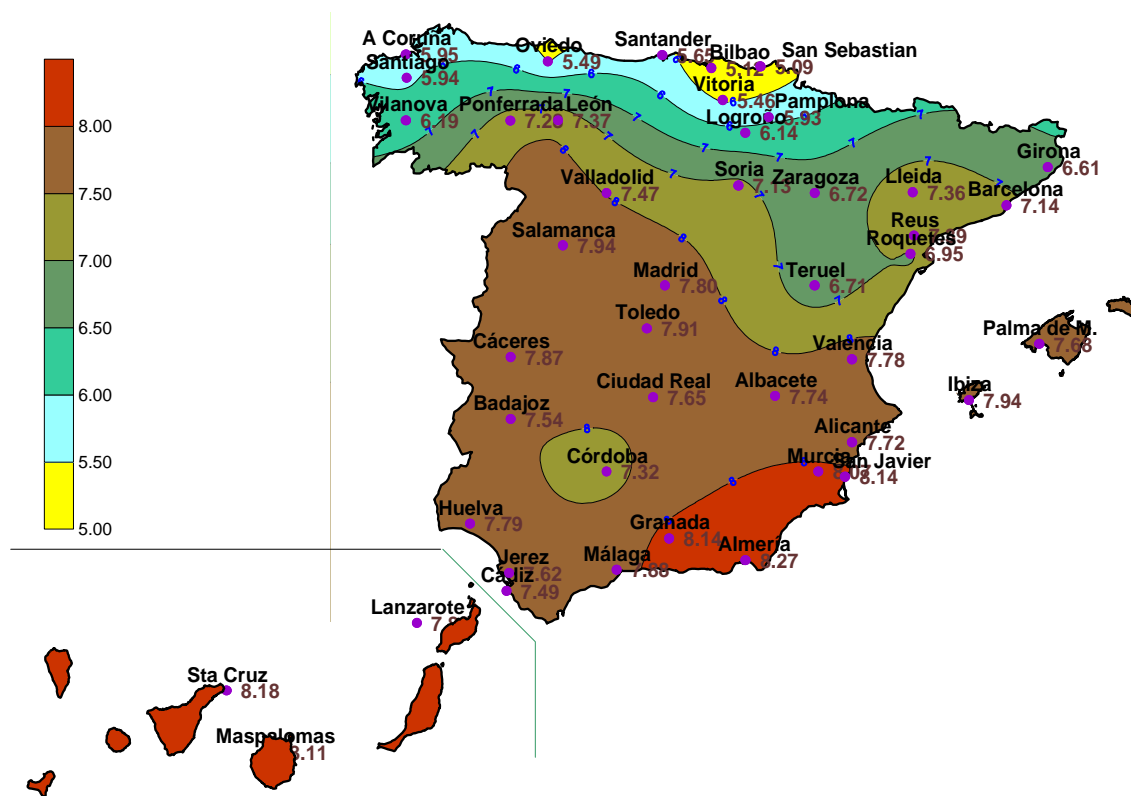 A Coruña
5.95
Oviedo
5.49
Santander
5.65
Bilbao
5.12
San Sebastian
5.09
Santiago
5.94
Vitoria
5.46
Pamplona
5.93
Vilanova
6.19
Ponferrada
León
7.37
Logroño
6.14
Girona
6.61
Valladolid
7.47
Soria
7.13
Zaragoza
6.72
Lleida
7.36
Barcelona
7.14
Reus
Roquetes
6.95
Salamanca
7.94
Madrid
7.80
Teruel
6.71
Toledo
7.91
Cáceres
7.87
Valencia
7.78
Palma de M.
7.68
Ciudad Real
7.65
Albacete
7.74
Ibiza
7.94
Badajoz
7.54
Alicante
7.72
Córdoba
7.32
Murcia
San Javier
8.14
Huelva
7.79
Granada
8.14
Almería
8.27
Málaga
Jerez
7.62
Cádiz
7.49
Lanzarote
Sta Cruz
8.18
Maspalomas
8.11
8.00
7.50
7.00
6.50
6.00
5.50
5.00